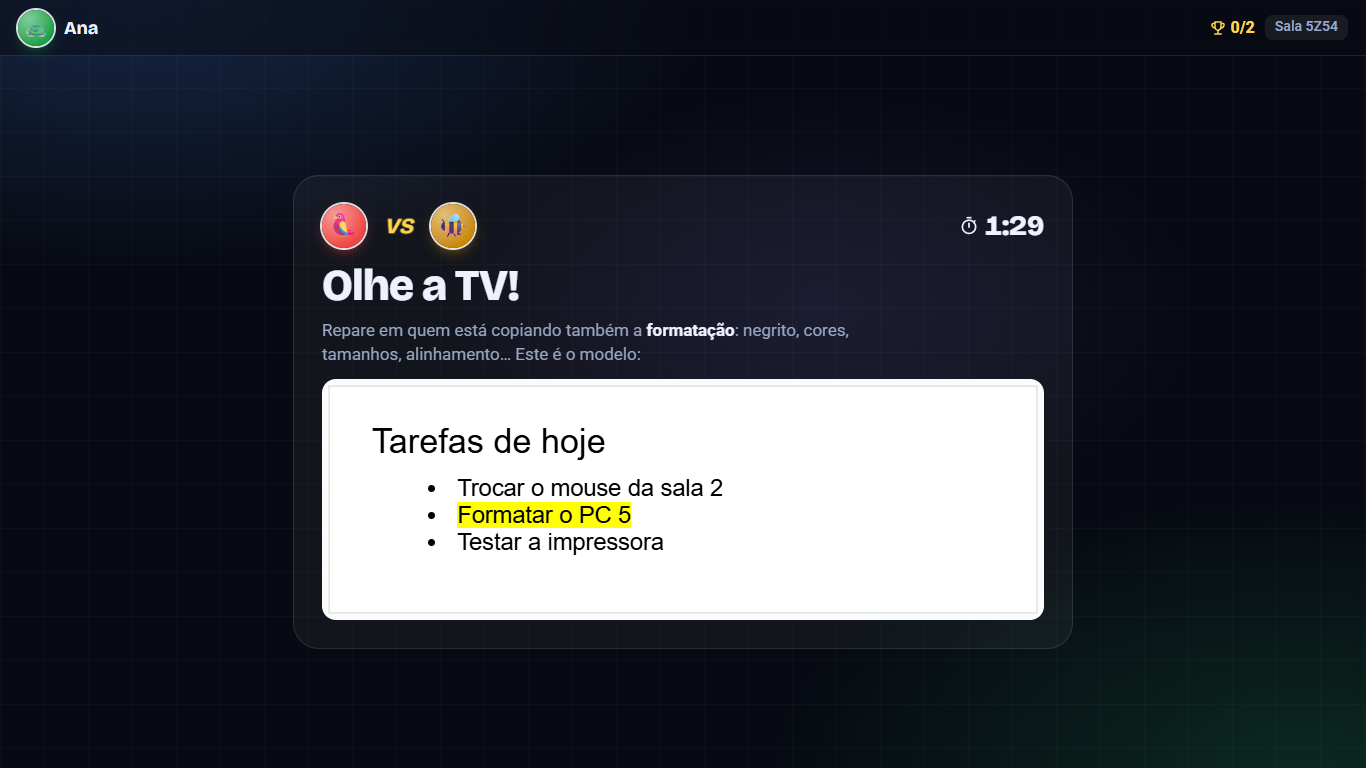 Ana
0/2
Sala 5Z54
VS
1:29
Olhe a TV!
Repare em quem está copiando também a formatação: negrito, cores,
tamanhos, alinhamento... Este é o modelo:
Tarefas de hoje
• Trocar o mouse da sala 2
• Formatar o PC 5
• Testar a impressora